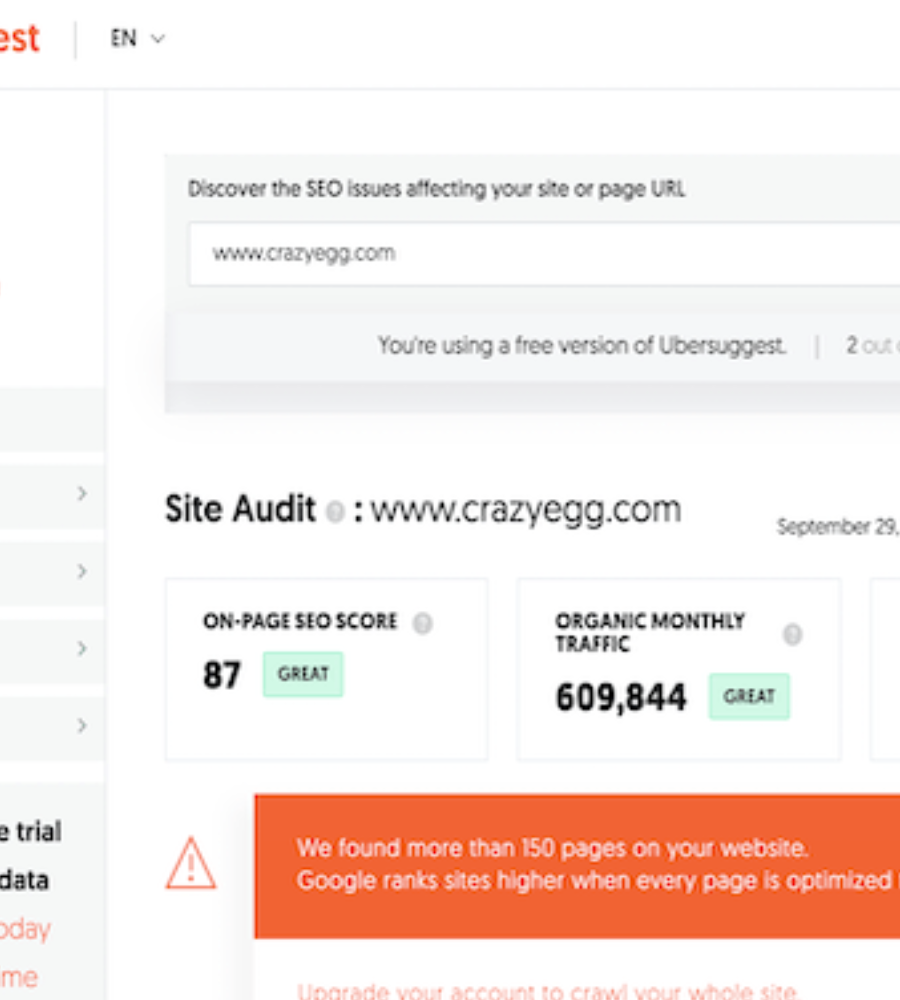 est
EN
Discover the SEO issues affecting your site or page URL
www.crazyegg.com
You're using a free version of Ubersuggest. | 2 out
Site Audit ? : www.crazyegg.com
September 29,
ON-PAGE SEO SCORE ?
87 GREAT
ORGANIC MONTHLY ?
TRAFFIC
609,844 GREAT
e trial
data
oday
me
We found more than 150 pages on your website.
Google ranks sites higher when every page is optimized
Upgrade your account to crawl your whole site.